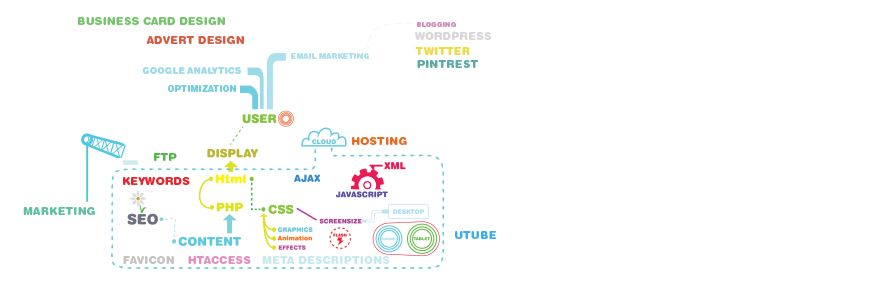 BUSINESS CARD DESIGN
BLOGGING
WORDPRESS
ADVERT DESIGN
TWITTER
EMAIL MARKETING
PINTREST
GOOGLE ANALYTICS
OPTIMIZATION
USER
CLOUD
HOSTING
DISPLAY
FTP
XML
KEYWORDS
Html
AJAX
JAVASCRIPT
MARKETING
PHP
CSS
DESKTOP
SEO
SCREENSIZE
GRAPHICS
UTUBE
CONTENT
Animation
FLASH
TABLET
EFFECTS
FAVICON
HTACCESS
META DESCRIPTIONS